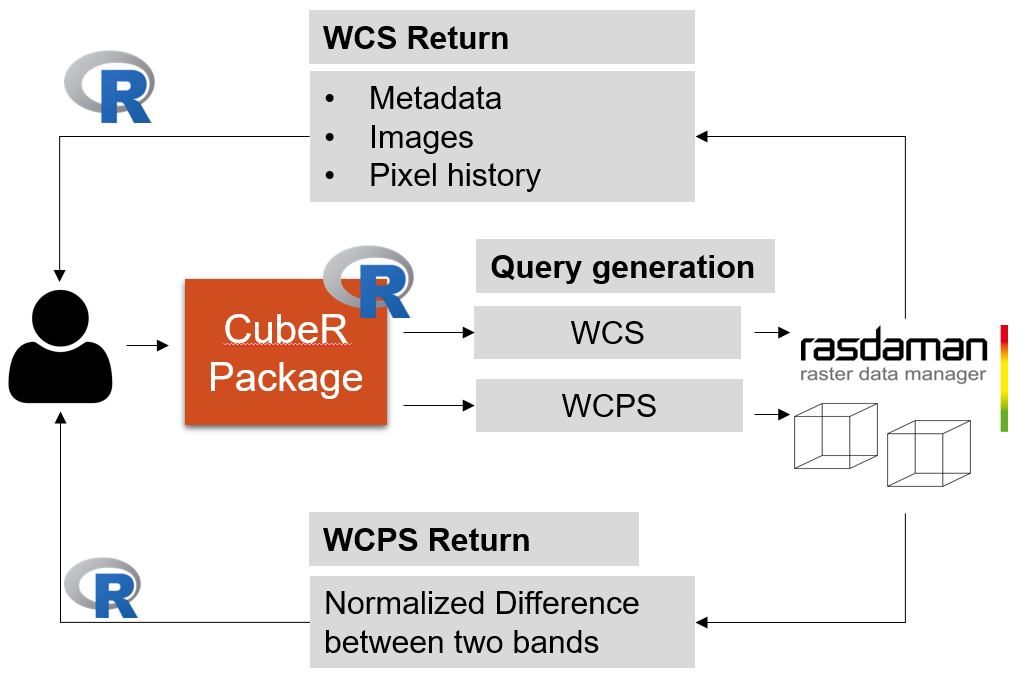 WCS Return
• Metadata
• Images
• Pixel history
R
R
Query generation
CubeR
Package
WCS
WCPS
rasdaman
raster data manager
WCPS Return
R
Normalized Difference
between two bands